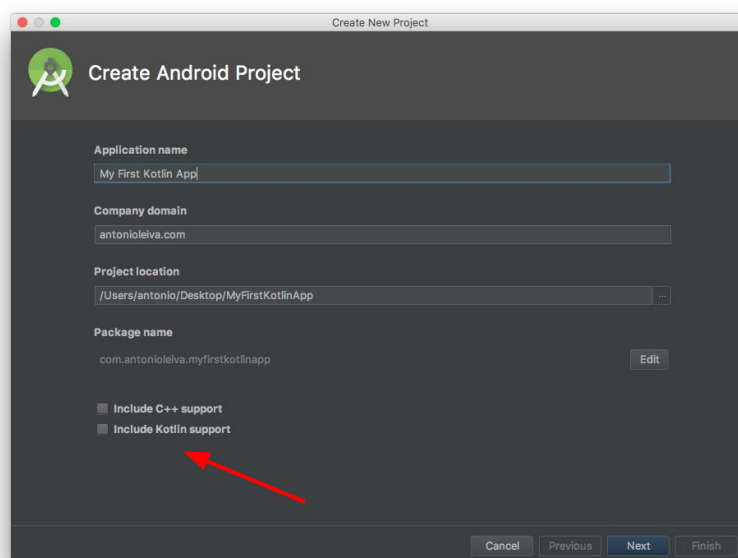 Create New Project
Create Android Project
Application name
My First Kotlin App
Company domain
antonioleiva.com
Project location
/Users/antonio/Desktop/MyFirstKotlinApp
...
Package name
com.antonioleiva.myfirstkotlinapp
Edit
Include C++ support
Include Kotlin support
Cancel Previous Next Finish